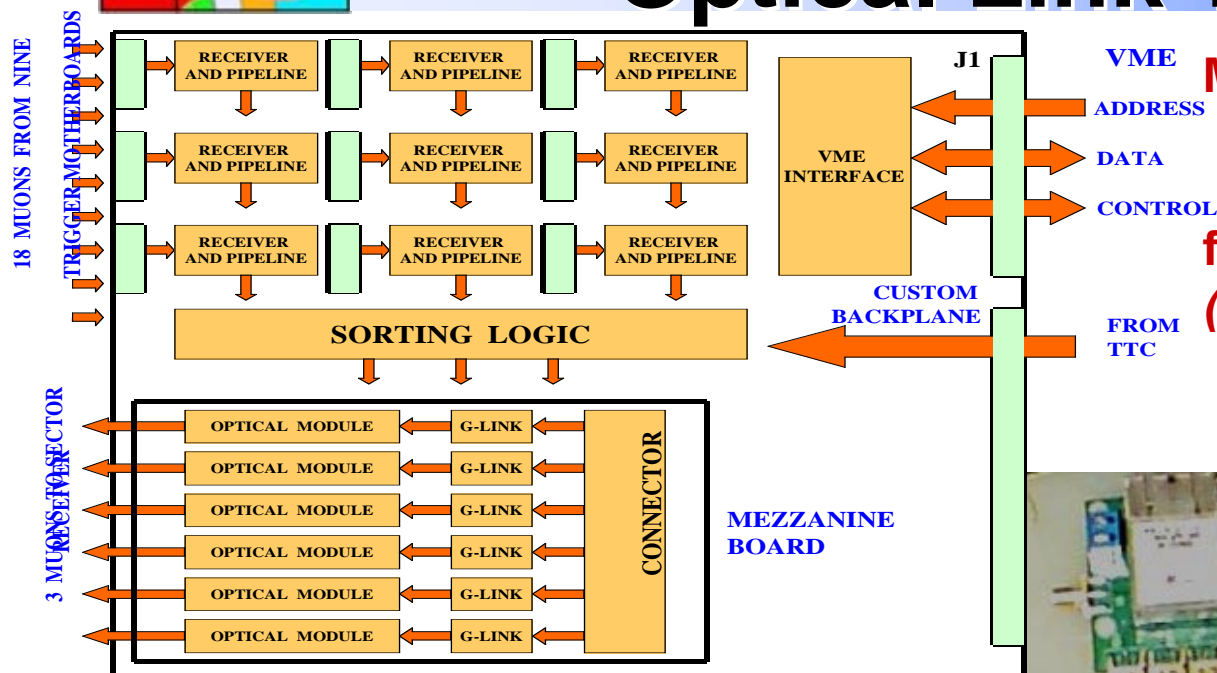 Optical Link
18 MUONS FROM NINE
TRIGGER MOTHERBOARDS
RECEIVER
AND PIPELINE
RECEIVER
AND PIPELINE
RECEIVER
AND PIPELINE
J1
VME
ADDRESS
RECEIVER
AND PIPELINE
RECEIVER
AND PIPELINE
RECEIVER
AND PIPELINE
VME
INTERFACE
DATA
CONTROL
RECEIVER
AND PIPELINE
RECEIVER
AND PIPELINE
RECEIVER
AND PIPELINE
CUSTOM
BACKPLANE
SORTING LOGIC
FROM
TTC
3 MUONS TO SECTOR
RECEIVER
OPTICAL MODULE
G-LINK
OPTICAL MODULE
G-LINK
OPTICAL MODULE
G-LINK
OPTICAL MODULE
G-LINK
OPTICAL MODULE
G-LINK
OPTICAL MODULE
G-LINK
CONNECTOR
MEZZANINE
BOARD